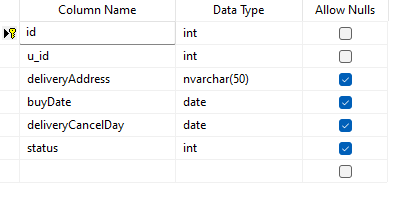 Column Name Data Type Allow Nulls
id int
u_id int
deliveryAddress nvarchar(50)
buyDate date
deliveryCancelDay date
status int